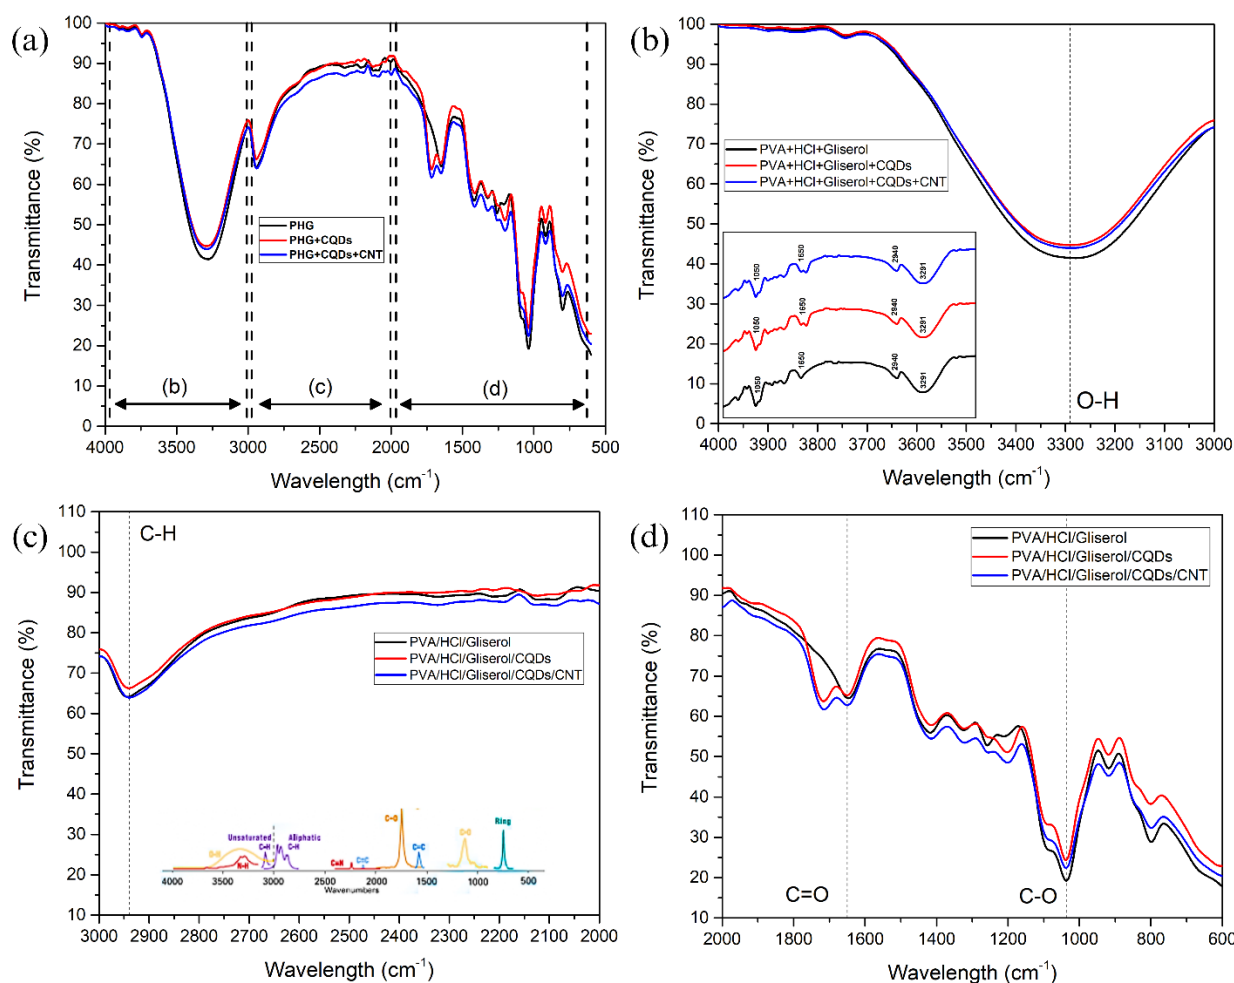 (a)
100
90
80
70
60
50
40
30
20
10
0
Transmittance (%)
PHG
PHG+CQDs
PHG+CQDs+CNT
(b)
(c)
(d)
4000 3500 3000 2500 2000 1500 1000 500
Wavelength (cm⁻¹)
(b)
100
90
80
70
60
50
40
30
20
10
0
Transmittance (%)
PVA+HCl+Gliserol
PVA+HCl+Gliserol+CQDs
PVA+HCl+Gliserol+CQDs+CNT
1050 1650 2940 3291
1050 1650 2940 3291
1050 1650 2940 3291
O-H
4000 3900 3800 3700 3600 3500 3400 3300 3200 3100 3000
Wavelength (cm⁻¹)
(c)
110
100
90
80
70
60
50
40
30
20
10
Transmittance (%)
C-H
PVA/HCl/Gliserol
PVA/HCl/Gliserol/CQDs
PVA/HCl/Gliserol/CQDs/CNT
Unsaturated Aliphatic
C-H C-H
O-H
N-H
C=C
Ring
4000 3500 3000 2500 2000 1500 1000 500
Wavenumbers
3000 2900 2800 2700 2600 2500 2400 2300 2200 2100 2000
Wavelength (cm⁻¹)
(d)
110
100
90
80
70
60
50
40
30
20
10
Transmittance (%)
PVA/HCl/Gliserol
PVA/HCl/Gliserol/CQDs
PVA/HCl/Gliserol/CQDs/CNT
C=O
C-O
2000 1800 1600 1400 1200 1000 800 600
Wavelength (cm⁻¹)